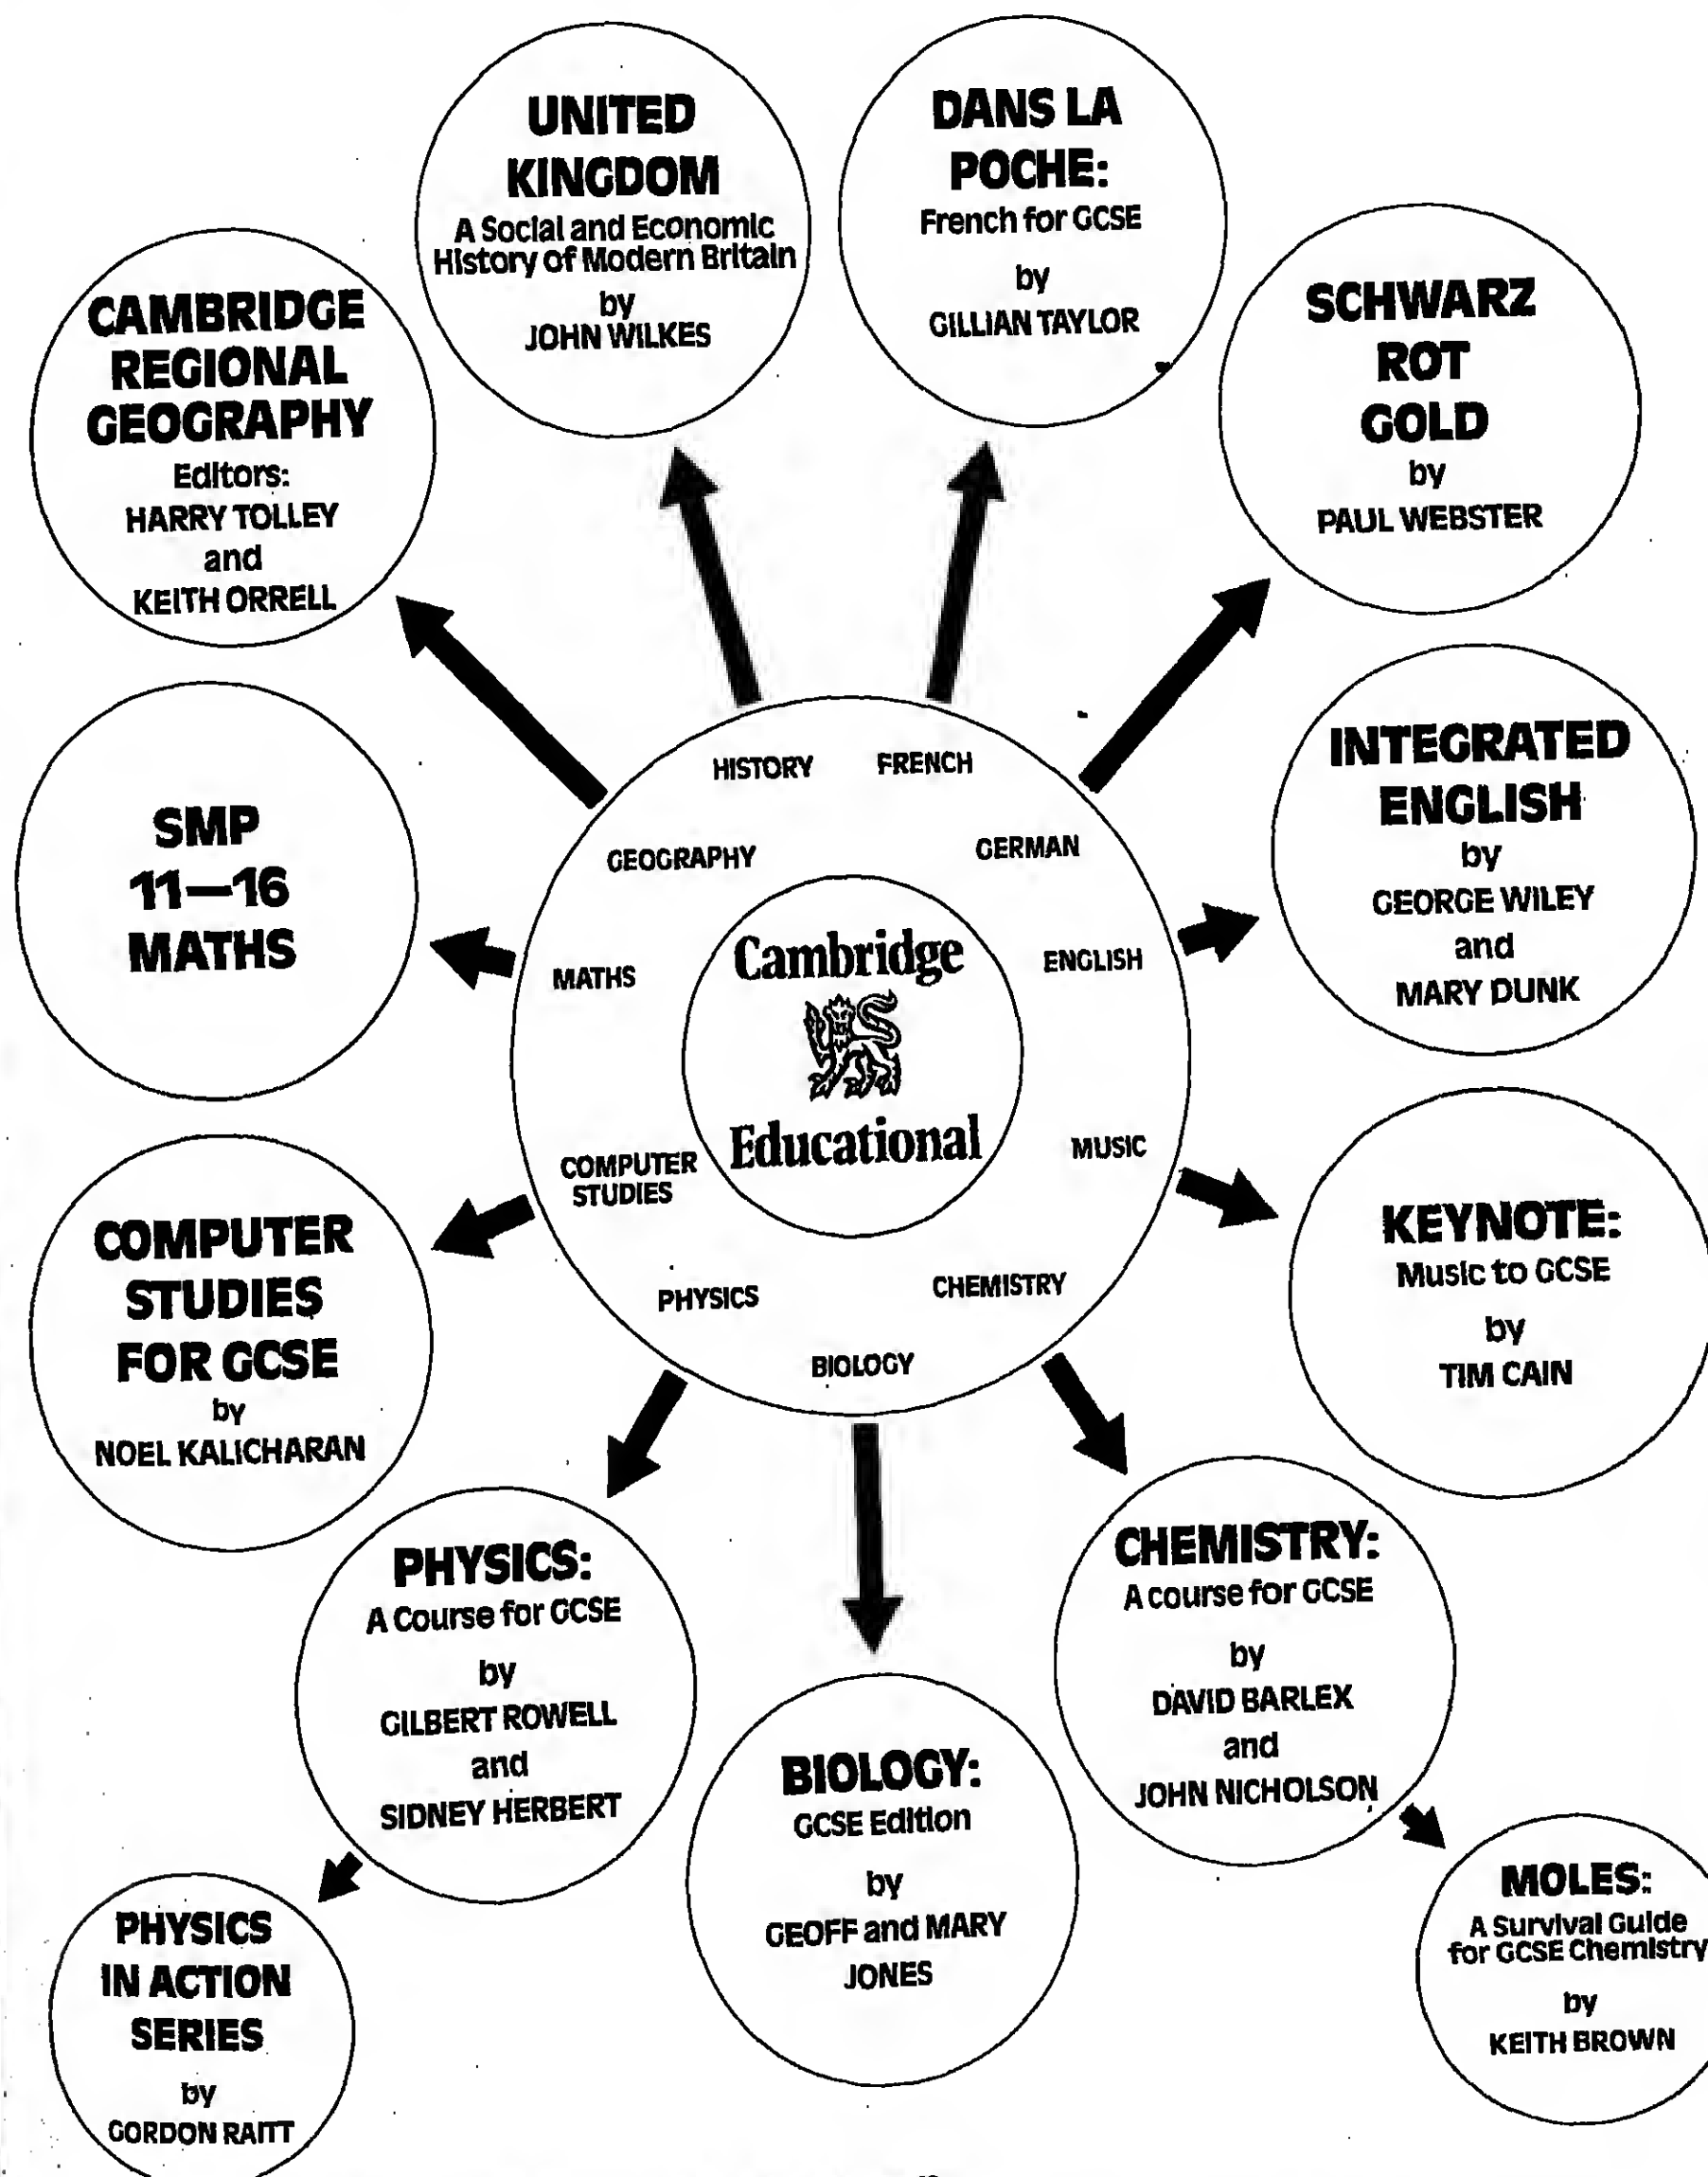 UNITED
KINGDOM
A Social and Economic
History of Modern Britain
by
JOHN WILKES
DANS LA
POCHE:
French for GCSE
by
GILLIAN TAYLOR
CAMBRIDGE
REGIONAL
GEOGRAPHY
Editors:
HARRY TOLLEY
and
KEITH ORRELL
SCHWARZ
ROT
GOLD
by
PAUL WEBSTER
SMP
11—16
MATHS
INTEGRATED
ENGLISH
by
GEORGE WILEY
and
MARY DUNK
HISTORY
FRENCH
GEOGRAPHY
GERMAN
MATHS
ENGLISH
Cambridge
Educational
COMPUTER
STUDIES
MUSIC
PHYSICS
CHEMISTRY
BIOLOGY
COMPUTER
STUDIES
FOR GCSE
by
NOEL KALICHARAN
KEYNOTE:
Music to GCSE
by
TIM CAIN
PHYSICS:
A Course for GCSE
by
GILBERT ROWELL
and
SIDNEY HERBERT
CHEMISTRY:
A course for GCSE
by
DAVID BARLEX
and
JOHN NICHOLSON
BIOLOGY:
GCSE Edition
by
GEOFF and MARY
JONES
PHYSICS
IN ACTION
SERIES
by
GORDON RAITT
MOLES:
A Survival Guide
for GCSE Chemistry
by
KEITH BROWN